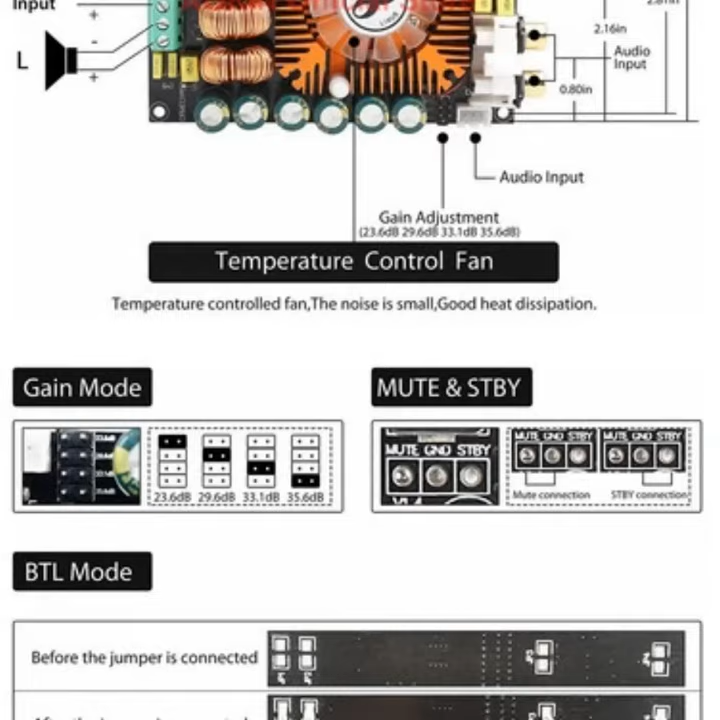 Input
L
-
+
2.81in
2.16in
Audio
Input
0.80in
Audio Input
Gain Adjustment
(23.6dB 29.6dB 33.1dB 35.6dB)
Temperature Control Fan
Temperature controlled fan,The noise is small,Good heat dissipation.
Gain Mode
MUTE & STBY
23.6dB 29.6dB 33.1dB 35.6dB
MUTE GND STBY
MUTE GND STBY MUTE GND STBY
Mute connection STBY connection
BTL Mode
Before the jumper is connected